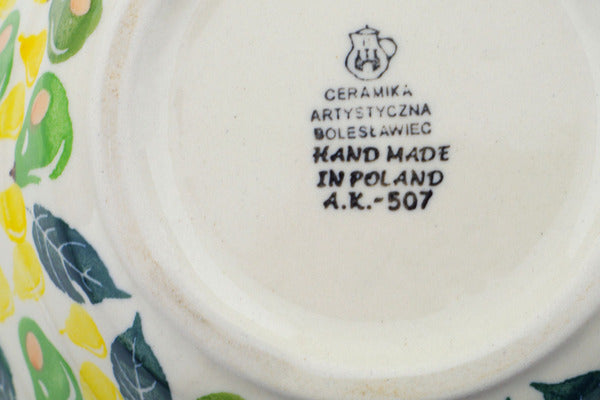 CERAMIKA
ARTYSTYCZNA
BOLESŁAWIEC
HAND MADE
IN POLAND
A.K.-507